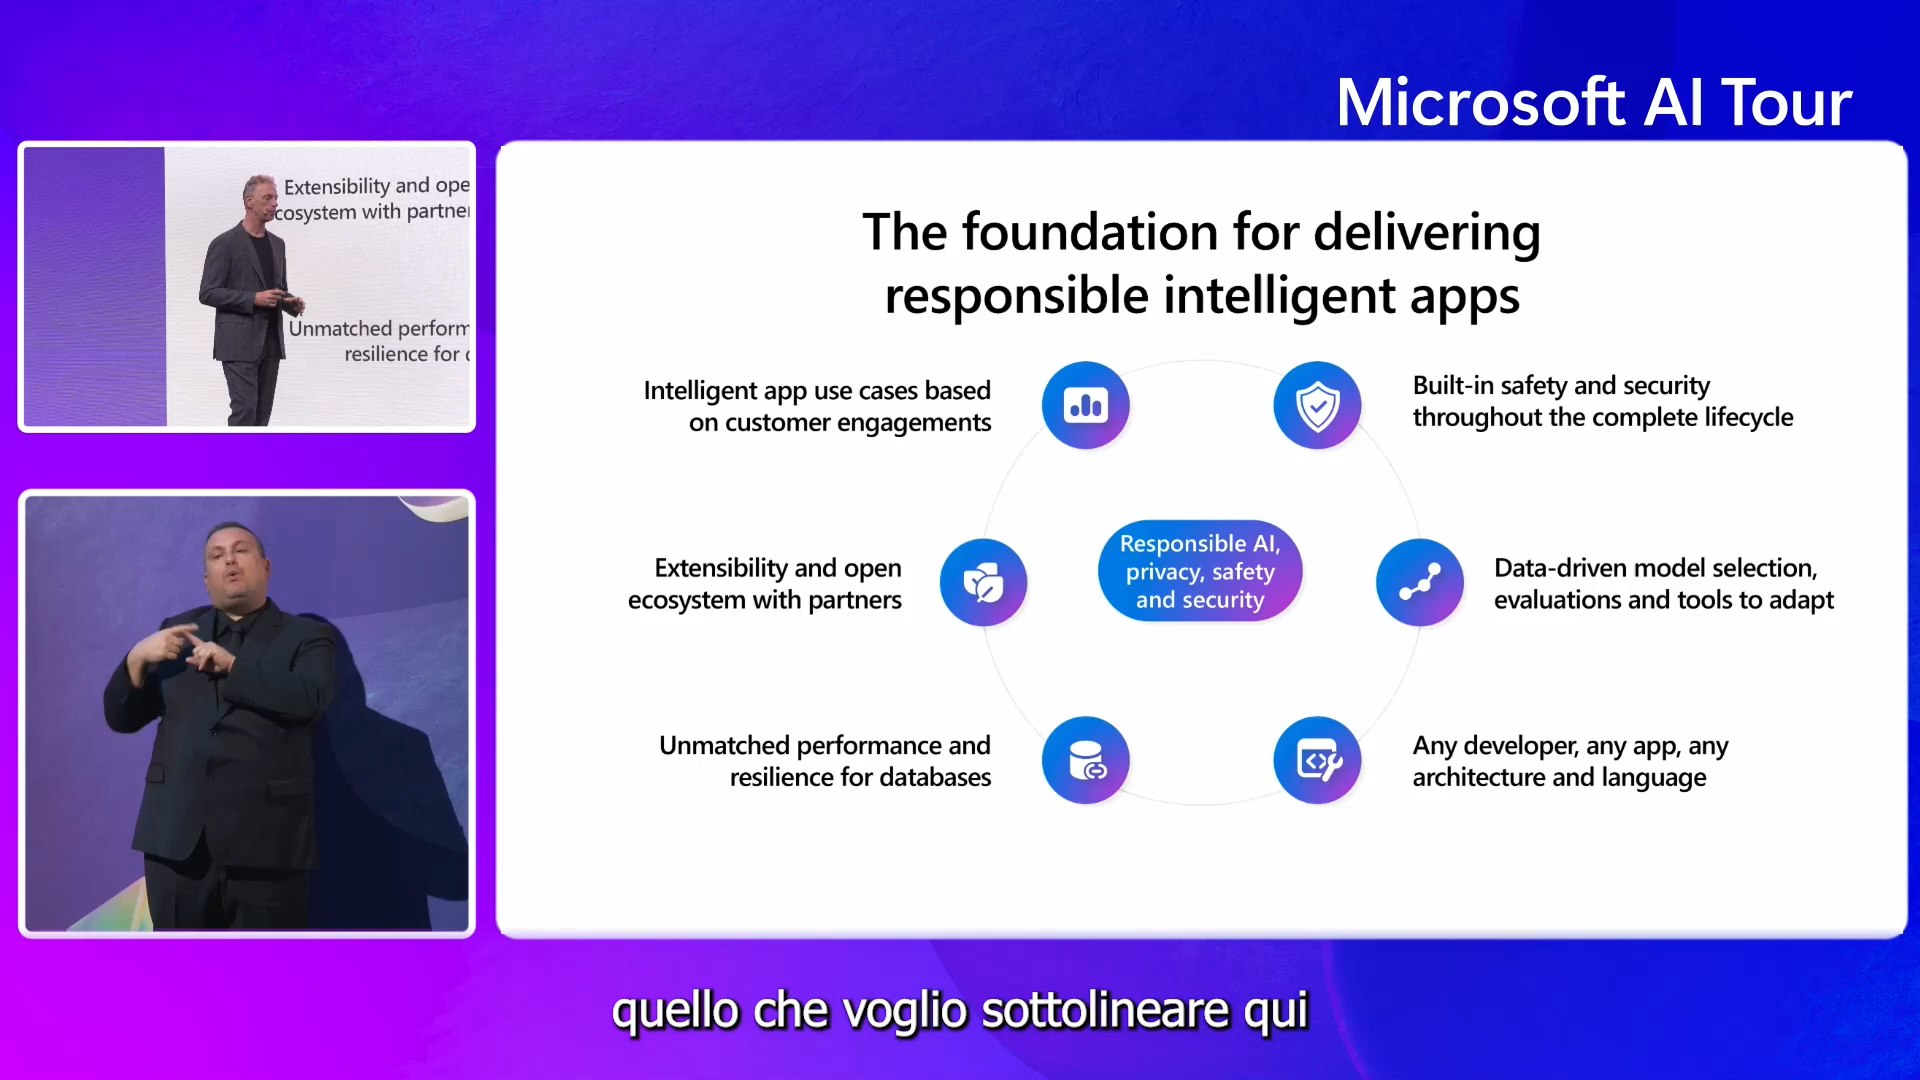 Microsoft AI Tour
Extensibility and ope
cosystem with partner
Unmatched perform
resilience for
The foundation for delivering
responsible intelligent apps
Intelligent app use cases based
on customer engagements
Built-in safety and security
throughout the complete lifecycle
Extensibility and open
ecosystem with partners
Responsible AI,
privacy, safety
and security
Data-driven model selection,
evaluations and tools to adapt
Unmatched performance and
resilience for databases
Any developer, any app, any
architecture and language
quello che voglio sottolineare qui